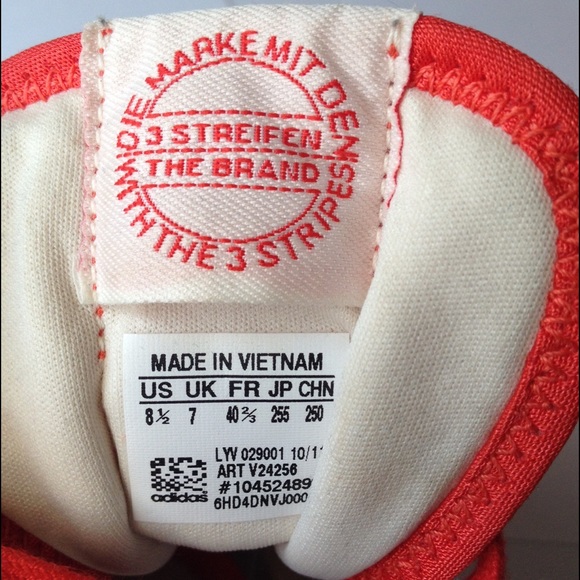 DIE MARKE MIT DEN
3 STREIFEN
THE BRAND
WITH THE 3 STRIPES
MADE IN VIETNAM
US UK FR JP CHN
8½ 7 40⅔ 255 250
LYV 029001 10/11
ART V24256
#10452489
6HD4DNVJ000
adidas